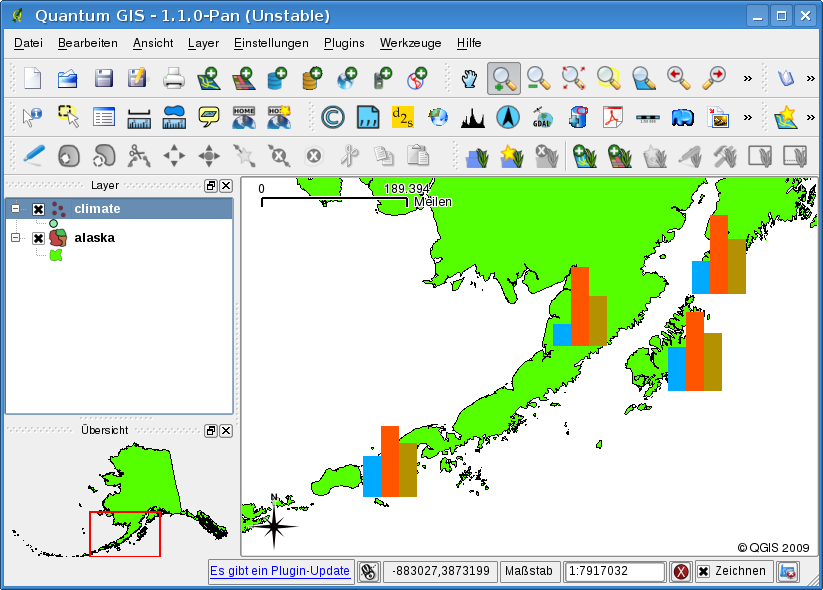 Quantum GIS - 1.1.0-Pan (Unstable)
Datei Bearbeiten Ansicht Layer Einstellungen Plugins Werkzeuge Hilfe
HOME HOME d2s GDAL
Layer
climate
alaska
Übersicht
0 189.394
Meilen
N
© QGIS 2009
Es gibt ein Plugin-Update -883027,3873199 Maßstab 1:7917032 Zeichnen